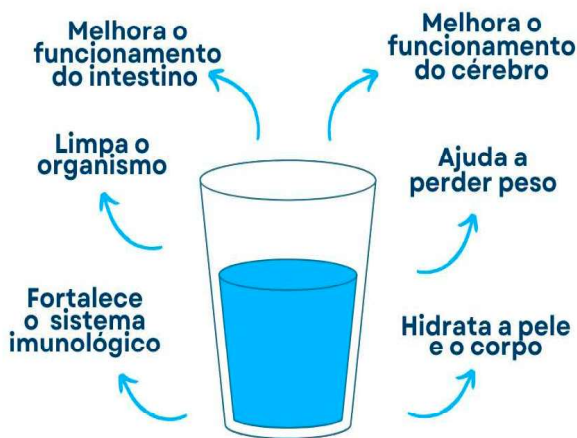 Melhora o
funcionamento
do intestino
Melhora o
funcionamento
do cérebro
Limpa o
organismo
Ajuda a
perder peso
Fortalece
o sistema
imunológico
Hidrata a pele
e o corpo